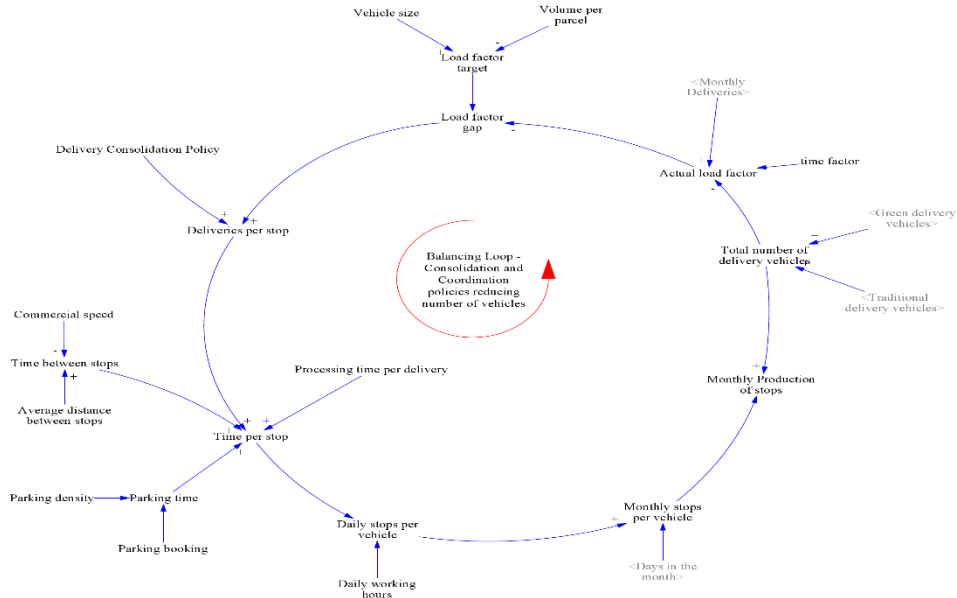 Vehicle size
Volume per
parcel
Load factor
target
<Monthly
Deliveries>
Load factor
gap
Delivery Consolidation Policy
Actual load factor
time factor
<Green delivery
vehicles>
Deliveries per stop
Total number of
delivery vehicles
Balancing Loop -
Consolidation and
Coordination
policies reducing
number of vehicles
<Traditional
delivery vehicles>
Commercial speed
Time between stops
Processing time per delivery
Monthly Production
of stops
Average distance
between stops
Time per stop
Parking density
Parking time
Monthly stops
per vehicle
Daily stops per
vehicle
Parking booking
<Days in the
month>
Daily working
hours